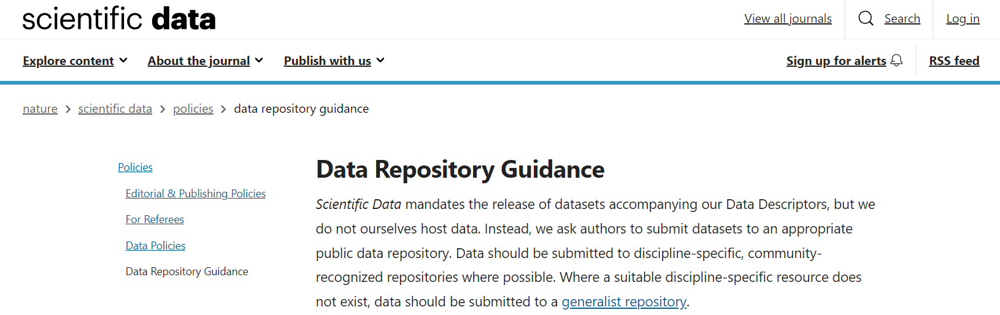 scientific data
View all journals
Search
Log in
Explore content
About the journal
Publish with us
Sign up for alerts
RSS feed
nature > scientific data > policies > data repository guidance
Policies
Editorial & Publishing Policies
For Referees
Data Policies
Data Repository Guidance
Data Repository Guidance
Scientific Data mandates the release of datasets accompanying our Data Descriptors, but we
do not ourselves host data. Instead, we ask authors to submit datasets to an appropriate
public data repository. Data should be submitted to discipline-specific, community-
recognized repositories where possible. Where a suitable discipline-specific resource does
not exist, data should be submitted to a generalist repository.